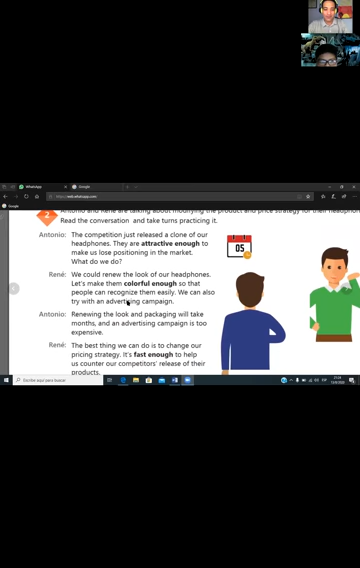 WhatsApp
Google
web.whatsapp.com
Google
2
Antonio and René are talking about modifying the product and price strategy for their headphon
Read the conversation and take turns practicing it.
Antonio: The competition just released a clone of our
headphones. They are attractive enough to
make us lose positioning in the market.
What do we do?
05
René: We could renew the look of our headphones.
Let's make them colorful enough so that
people can recognize them easily. We can also
try with an advertising campaign.
Antonio: Renewing the look and packaging will take
months, and an advertising campaign is too
expensive.
René: The best thing we can do is to change our
pricing strategy. It's fast enough to help
us counter our competitors' release of their
products.
Escribe aquí para buscar